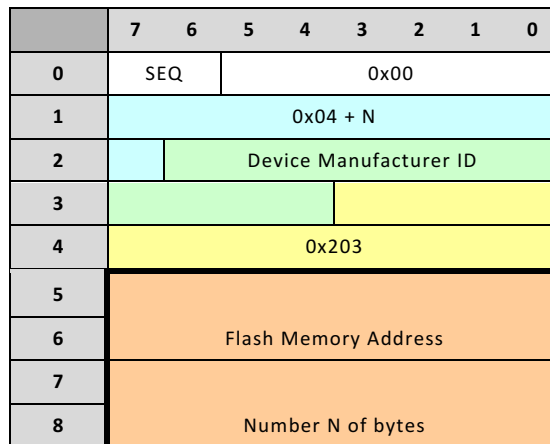 7 6 5 4 3 2 1 0
0 SEQ 0x00
1 0x04 + N
2 Device Manufacturer ID
3
4 0x203
5
6 Flash Memory Address
7
8 Number N of bytes